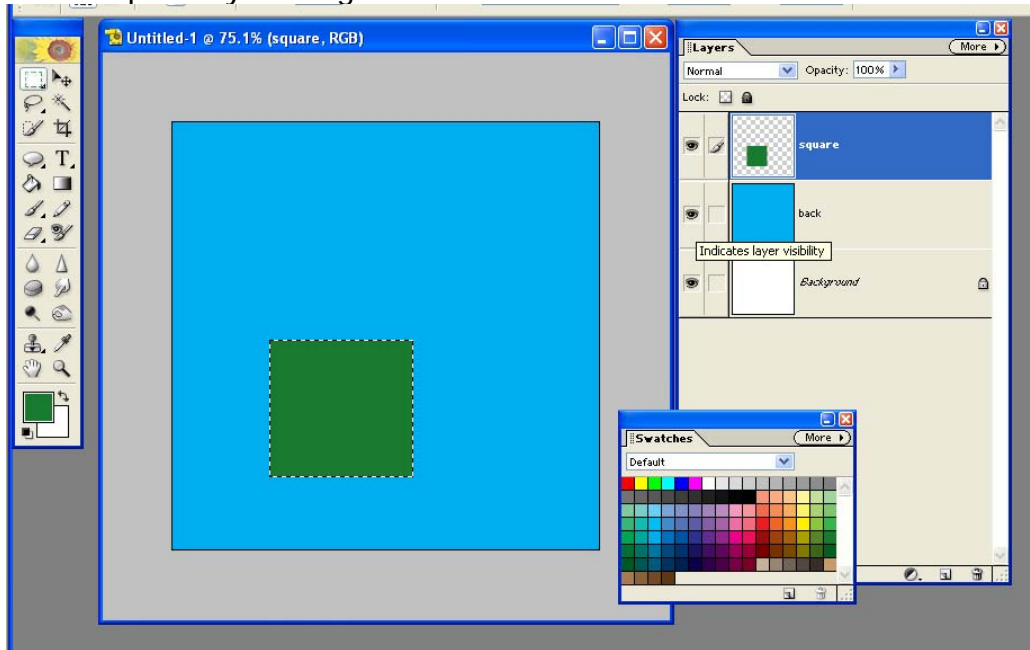 Untitled-1 @ 75.1% (square, RGB)
Layers
More
Normal
Opacity: 100%
Lock:
square
back
Indicates layer visibility
Background
Swatches
More
Default
T